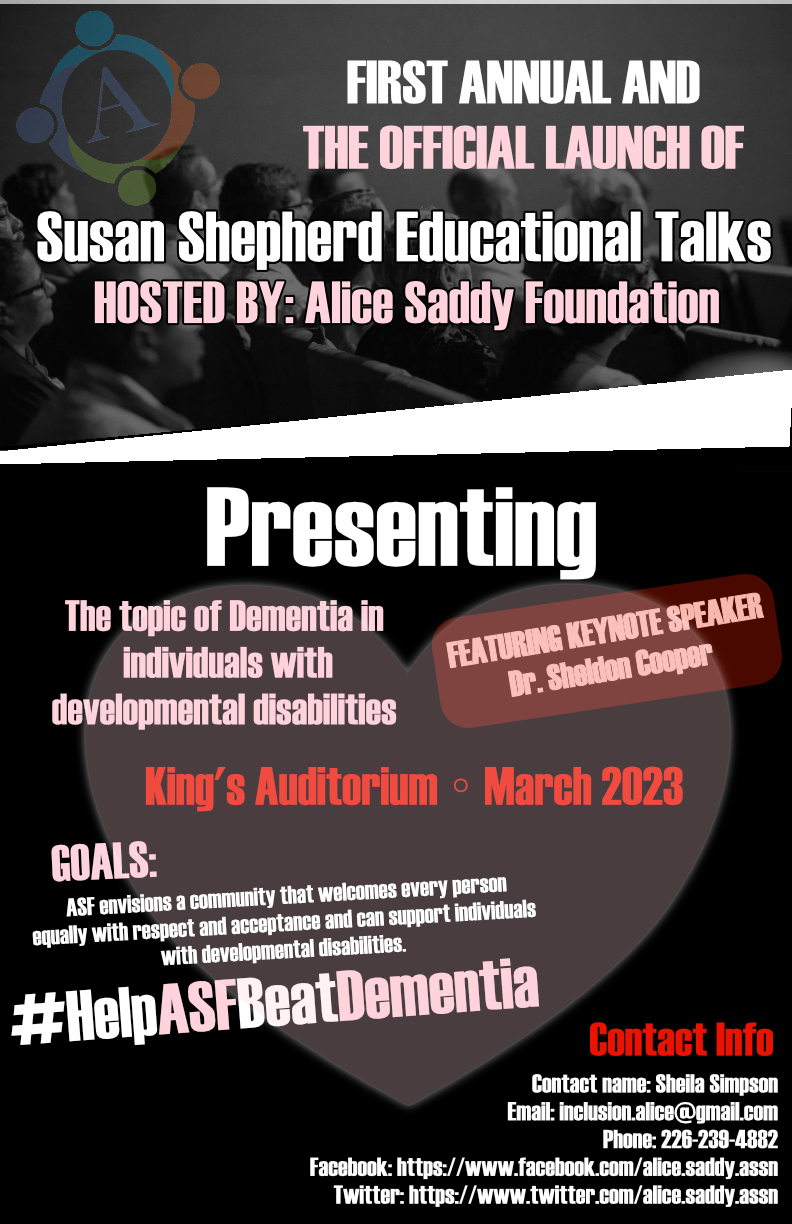 A
FIRST ANNUAL AND
THE OFFICIAL LAUNCH OF
Susan Shepherd Educational Talks
HOSTED BY: Alice Saddy Foundation
Presenting
The topic of Dementia in
individuals with
developmental disabilities
FEATURING KEYNOTE SPEAKER
Dr. Sheldon Cooper
King's Auditorium ◦ March 2023
GOALS:
ASF envisions a community that welcomes every person
equally with respect and acceptance and can support individuals
with developmental disabilities.
#HelpASFBeatDementia
Contact Info
Contact name: Sheila Simpson
Email: inclusion.alice@gmail.com
Phone: 226-239-4882
Facebook: https://www.facebook.com/alice.saddy.assn
Twitter: https://www.twitter.com/alice.saddy.assn